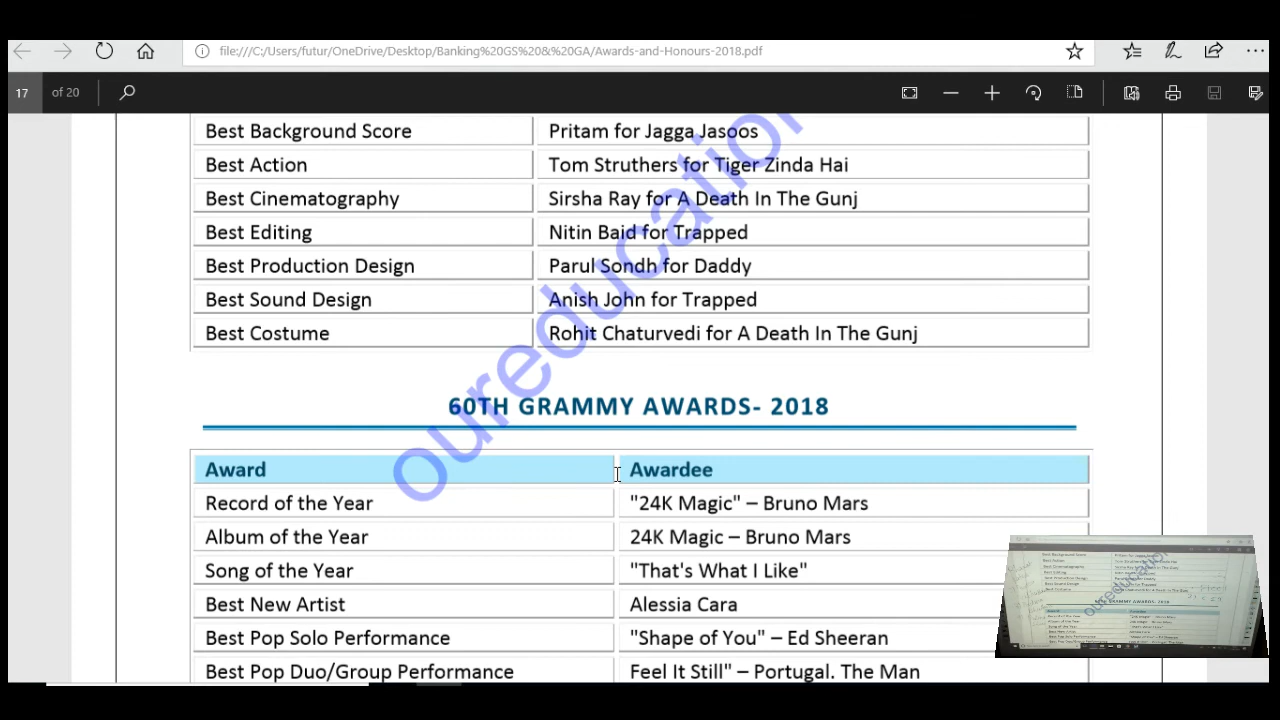 file:///C:/Users/futur/OneDrive/Desktop/Banking%20GS%20&%20GA/Awards-and-Honours-2018.pdf
17 of 20
Best Background Score Pritam for Jagga Jasoos
Best Action Tom Struthers for Tiger Zinda Hai
Best Cinematography Sirsha Ray for A Death In The Gunj
Best Editing Nitin Baid for Trapped
Best Production Design Parul Sondh for Daddy
Best Sound Design Anish John for Trapped
Best Costume Rohit Chaturvedi for A Death In The Gunj
oureducation
60TH GRAMMY AWARDS- 2018
Award Awardee
Record of the Year "24K Magic" – Bruno Mars
Album of the Year 24K Magic – Bruno Mars
Song of the Year "That's What I Like"
Best New Artist Alessia Cara
Best Pop Solo Performance "Shape of You" – Ed Sheeran
Best Pop Duo/Group Performance Feel It Still" – Portugal. The Man